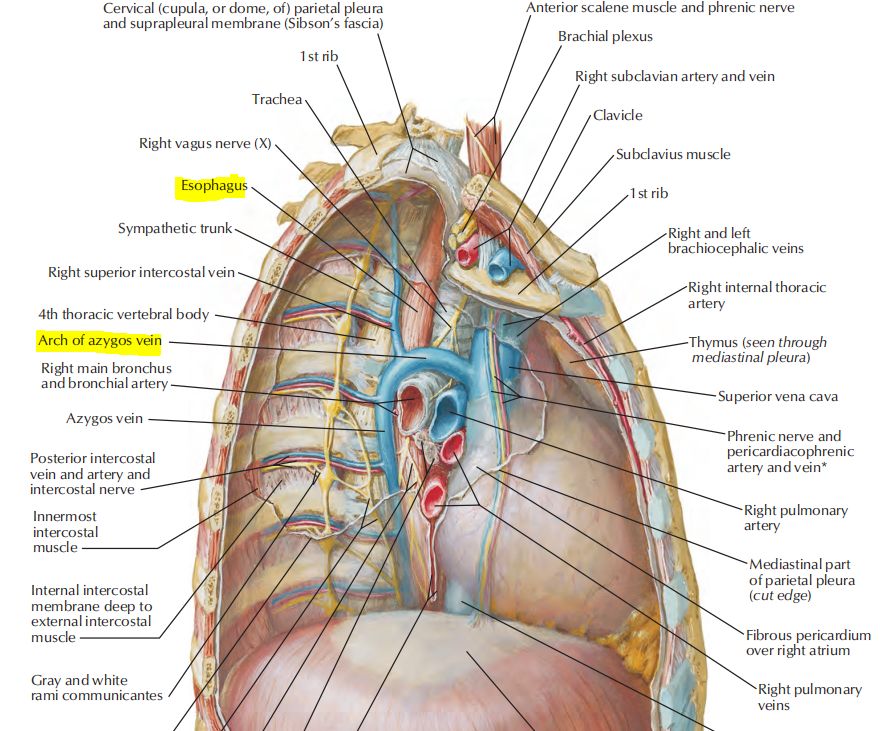 Cervical (cupula, or dome, of) parietal pleura
and suprapleural membrane (Sibson's fascia)
1st rib
Trachea
Right vagus nerve (X)
Esophagus
Sympathetic trunk
Right superior intercostal vein
4th thoracic vertebral body
Arch of azygos vein
Right main bronchus
and bronchial artery
Azygos vein
Posterior intercostal
vein and artery and
intercostal nerve
Innermost
intercostal
muscle
Internal intercostal
membrane deep to
external intercostal
muscle
Gray and white
rami communicantes
Anterior scalene muscle and phrenic nerve
Brachial plexus
Right subclavian artery and vein
Clavicle
Subclavius muscle
1st rib
Right and left
brachiocephalic veins
Right internal thoracic
artery
Thymus (seen through
mediastinal pleura)
Superior vena cava
Phrenic nerve and
pericardiacophrenic
artery and vein*
Right pulmonary
artery
Mediastinal part
of parietal pleura
(cut edge)
Fibrous pericardium
over right atrium
Right pulmonary
veins